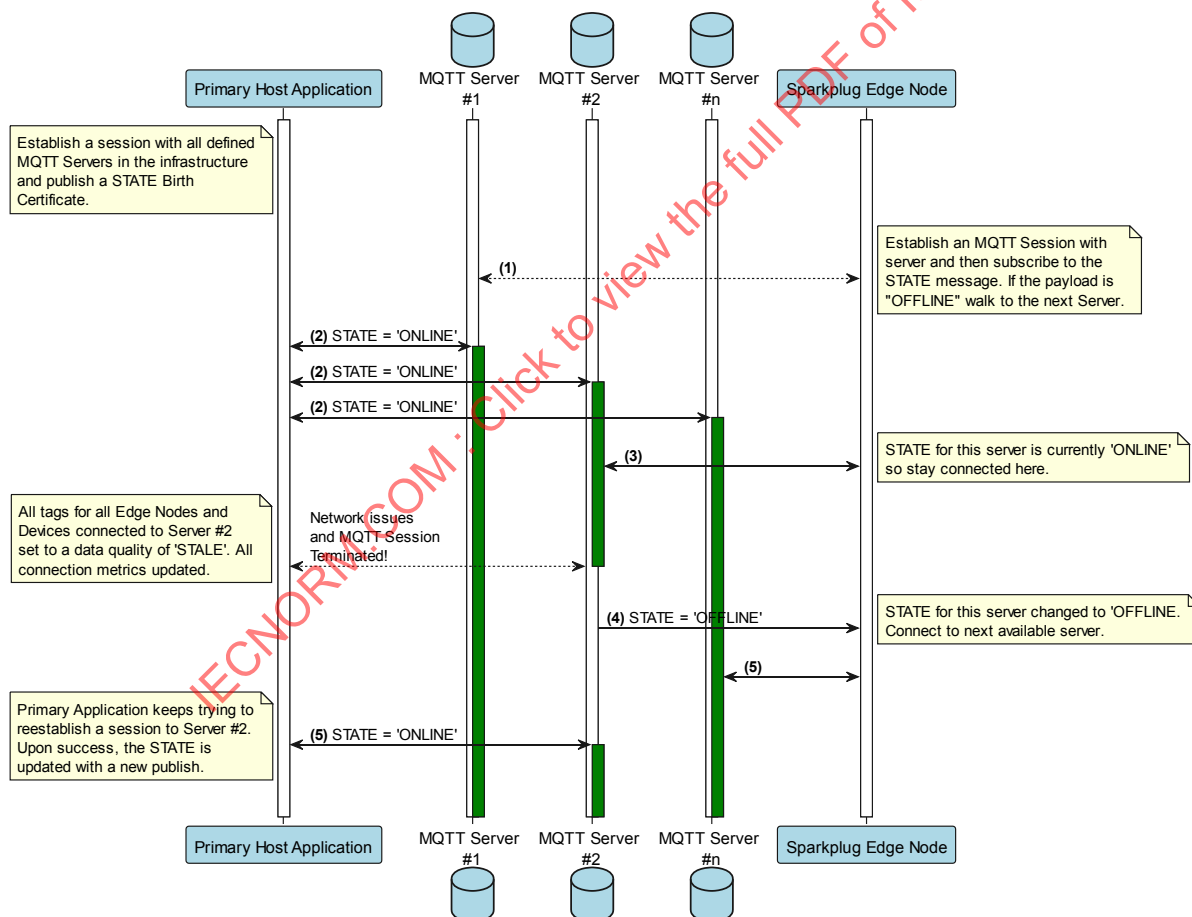 MQTT Server
#1
MQTT Server
#2
MQTT Server
#n
Primary Host Application
Sparkplug Edge Node
Establish a session with all defined
MQTT Servers in the infrastructure
and publish a STATE Birth
Certificate.
Establish an MQTT Session with
server and then subscribe to the
STATE message. If the payload is
"OFFLINE" walk to the next Server.
(1)
(2) STATE = 'ONLINE'
(2) STATE = 'ONLINE'
(2) STATE = 'ONLINE'
STATE for this server is currently 'ONLINE'
so stay connected here.
(3)
All tags for all Edge Nodes and
Devices connected to Server #2
set to a data quality of 'STALE'. All
connection metrics updated.
Network issues
and MQTT Session
Terminated!
(4) STATE = 'OFFLINE'
STATE for this server changed to 'OFFLINE.
Connect to next available server.
(5)
Primary Application keeps trying to
reestablish a session to Server #2.
Upon success, the STATE is
updated with a new publish.
(5) STATE = 'ONLINE'
Primary Host Application
MQTT Server
#1
MQTT Server
#2
MQTT Server
#n
Sparkplug Edge Node
IECNORM.COM : Click to view the full PDF of